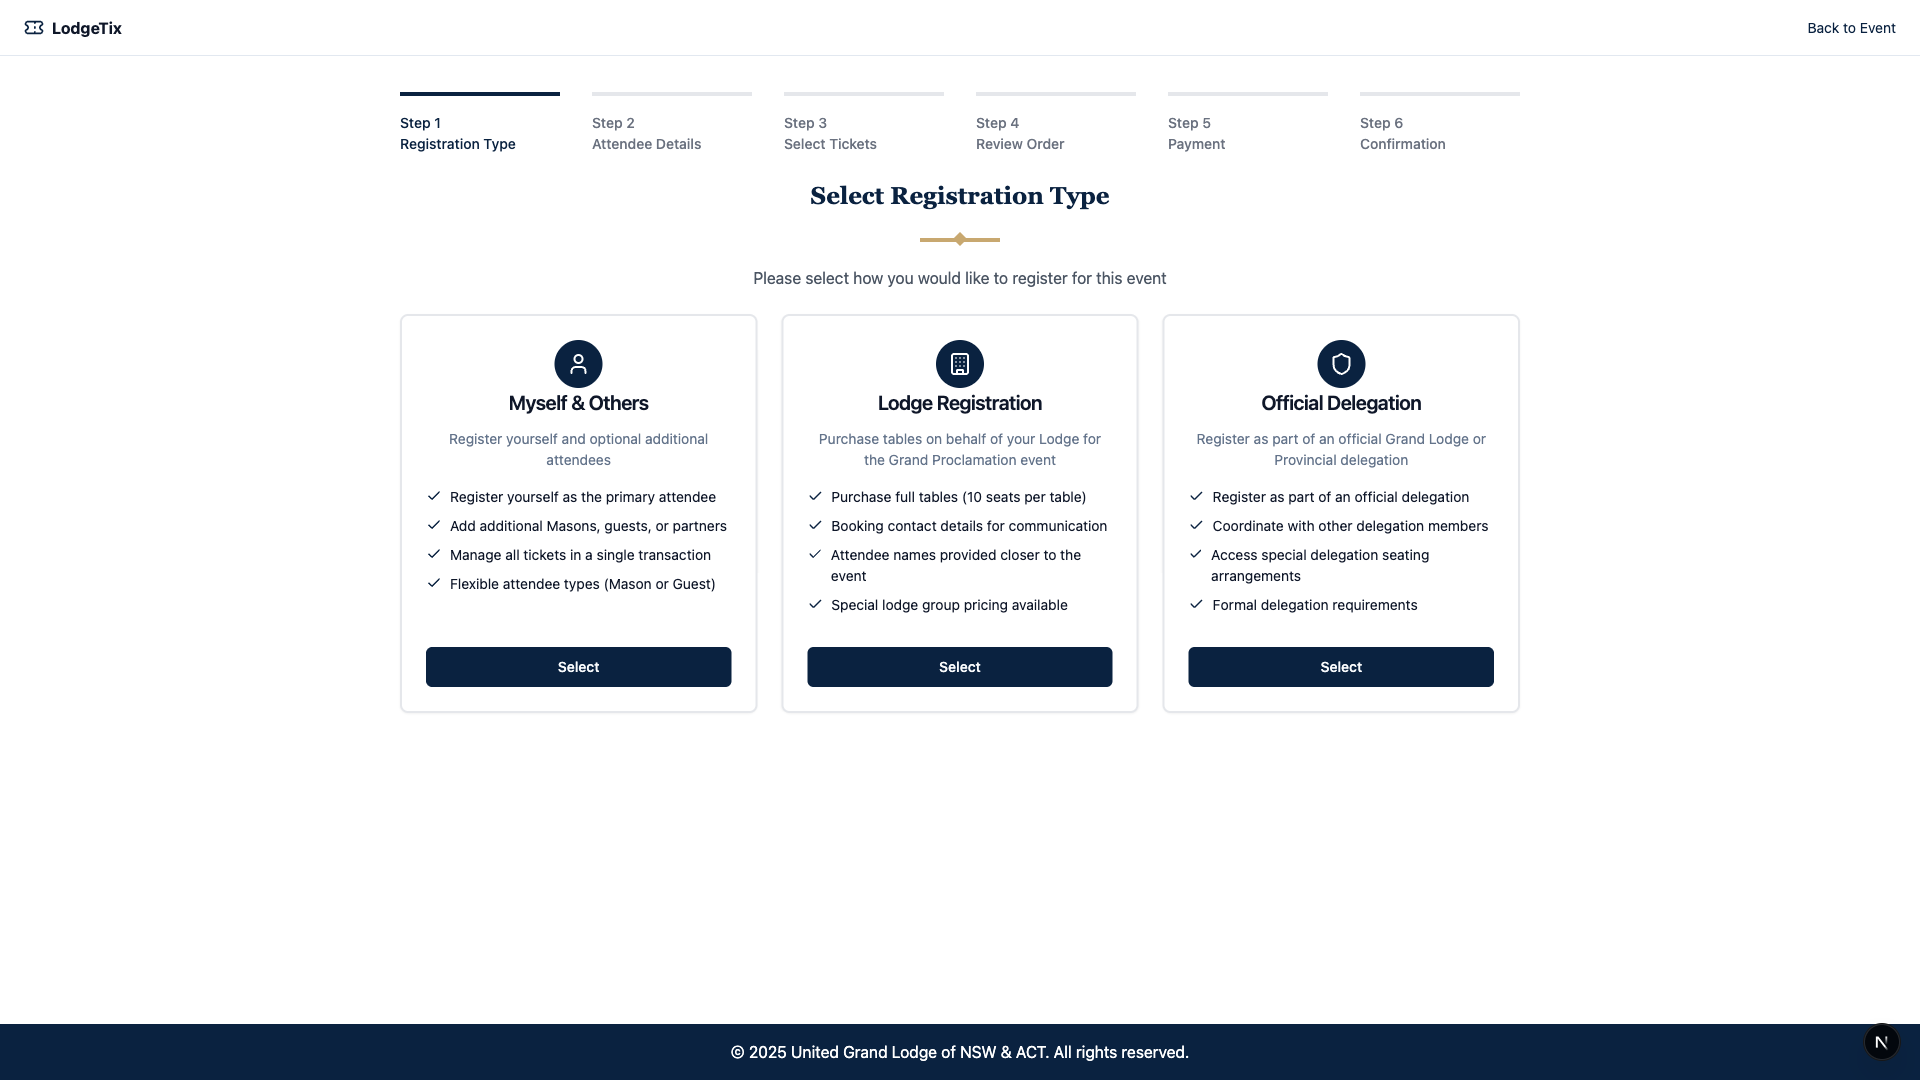 LodgeTix
Back to Event
Step 1
Registration Type
Step 2
Attendee Details
Step 3
Select Tickets
Step 4
Review Order
Step 5
Payment
Step 6
Confirmation
Select Registration Type
Please select how you would like to register for this event
Myself & Others
Register yourself and optional additional
attendees
Register yourself as the primary attendee
Add additional Masons, guests, or partners
Manage all tickets in a single transaction
Flexible attendee types (Mason or Guest)
Select
Lodge Registration
Purchase tables on behalf of your Lodge for
the Grand Proclamation event
Purchase full tables (10 seats per table)
Booking contact details for communication
Attendee names provided closer to the
event
Special lodge group pricing available
Select
Official Delegation
Register as part of an official Grand Lodge or
Provincial delegation
Register as part of an official delegation
Coordinate with other delegation members
Access special delegation seating
arrangements
Formal delegation requirements
Select
© 2025 United Grand Lodge of NSW & ACT. All rights reserved.
N